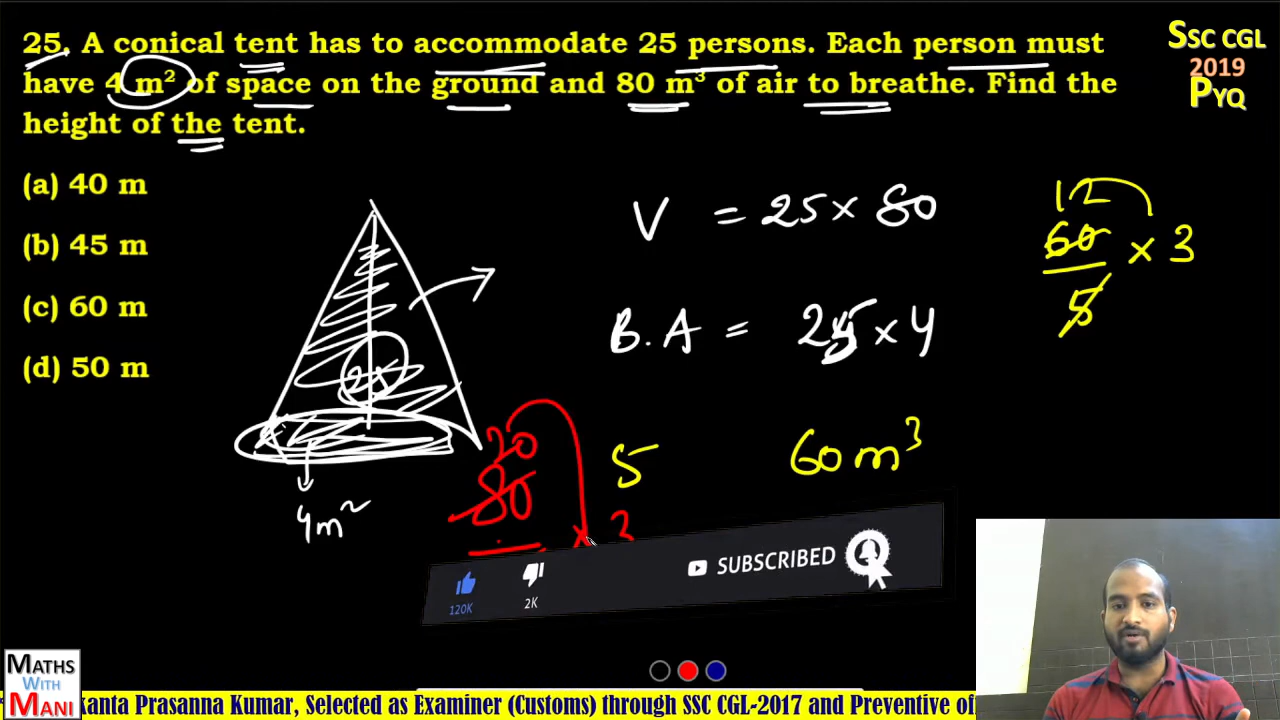 25. A conical tent has to accommodate 25 persons. Each person must
have 4 m² of space on the ground and 80 m³ of air to breathe. Find the
height of the tent.
SSC CGL
2019
PYQ
(a) 40 m
(b) 45 m
(c) 60 m
(d) 50 m
V = 25 × 80
B.A = 25 × 4
12
60
5
× 3
25
4m²
20
80
× 3
5
60 m³
SUBSCRIBED
120K
2K
MATHS
WITH
MANI
kanta Prasanna Kumar, Selected as Examiner (Customs) through SSC CGL-2017 and Preventive of